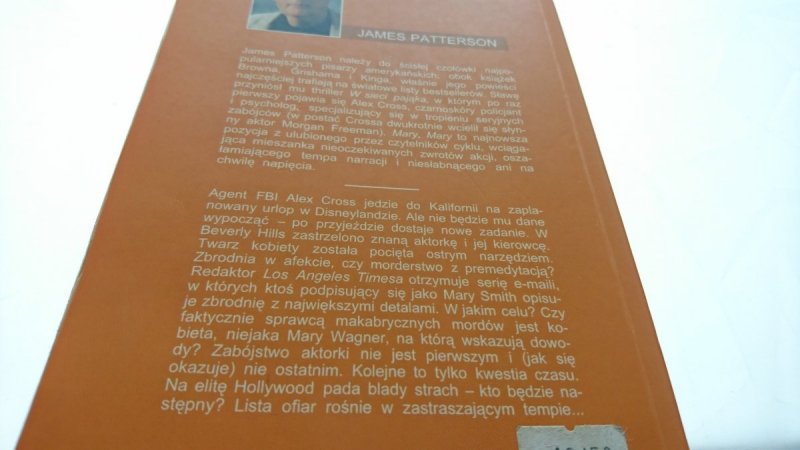 JAMES PATTERSON
James Patterson należy do ścisłej czołówki najpo-
pularniejszych pisarzy amerykańskich: obok książek
Browna, Grishama i Kinga, właśnie jego powieści
najczęściej trafiają na światowe listy bestsellerów. Sławę
przyniósł mu thriller W sieci pająka, w którym po raz
pierwszy pojawia się Alex Cross, czarnoskóry policjant
i psycholog, specjalizujący się w tropieniu seryjnych
zabójców (w postać Crossa dwukrotnie wcielił się słyn-
ny aktor Morgan Freeman). Mary, Mary to najnowsza
pozycja z ulubionego przez czytelników cyklu, wciąga-
jąca mieszanka nieoczekiwanych zwrotów akcji, osza-
łamiającego tempa narracji i niesłabnącego ani na
chwilę napięcia.
Agent FBI Alex Cross jedzie do Kalifornii na zapla-
nowany urlop w Disneylandzie. Ale nie będzie mu dane
wypocząć – po przyjeździe dostaje nowe zadanie. W
Beverly Hills zastrzelono znaną aktorkę i jej kierowcę.
Twarz kobiety została pocięta ostrym narzędziem.
Zbrodnia w afekcie, czy morderstwo z premedytacją?
Redaktor Los Angeles Timesa otrzymuje serię e-maili,
w których ktoś podpisujący się jako Mary Smith opisu-
je zbrodnię z największymi detalami. W jakim celu? Czy
faktycznie sprawcą makabrycznych mordów jest ko-
bieta, niejaka Mary Wagner, na którą wskazują dowo-
dy? Zabójstwo aktorki nie jest pierwszym i (jak się
okazuje) nie ostatnim. Kolejne to tylko kwestia czasu.
Na elitę Hollywood pada blady strach – kto będzie na-
stępny? Lista ofiar rośnie w zastraszającym tempie...